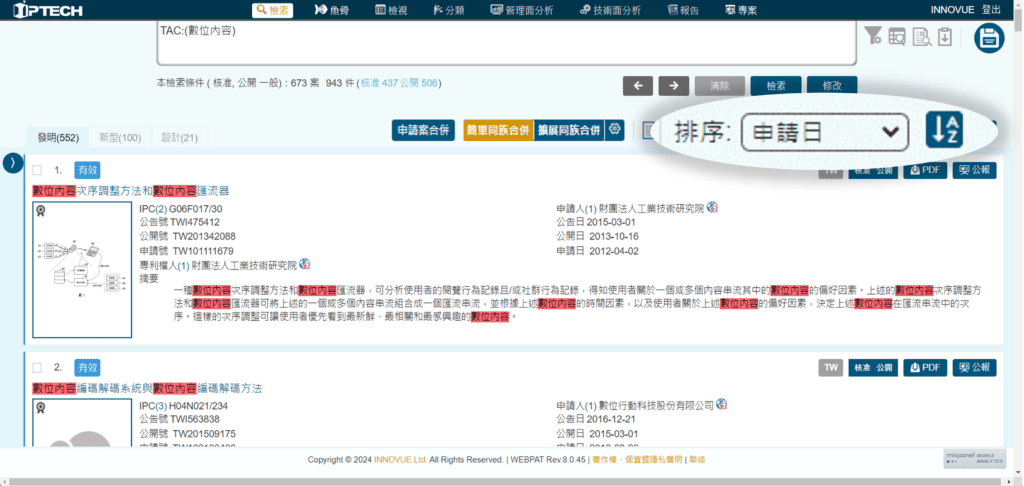 IPTECH 檢索 魚骨 檢視 分類 管理面分析 技術面分析 報告 專案 INNOVUE 登出
TAC:(數位內容)
本檢索條件 ( 核准, 公開 一般) : 673 案 943 件 (核准 437 公開 506)
清除 檢索 修改
發明(552) 新型(100) 設計(21) 申請案合併 簡單同族合併 擴展同族合併
排序: 申請日
1. 有效 TW 核准 公開 PDF 公報
數位內容次序調整方法和數位內容匯流器
IPC(2) G06F017/30 申請人(1) 財團法人工業技術研究院
公告號 TWI475412 公告日 2015-03-01
公開號 TW201342088 公開日 2013-10-16
申請號 TW101111679 申請日 2012-04-02
專利權人(1) 財團法人工業技術研究院
摘要
一種數位內容次序調整方法和數位內容匯流器，可分析使用者的閱覽行為記錄且/或社群行為記錄，得知使用者關於一個或多個內容串流其中的數位內容的偏好因素。上述的數位內容次序調整方
法和數位內容匯流器可將上述的一個或多個內容串流組合成一個匯流串流，並根據上述數位內容的時間因素，以及使用者關於上述數位內容的偏好因素，決定上述數位內容在匯流串流中的次
序。這樣的次序調整可讓使用者優先看到最新鮮、最相關和最感興趣的數位內容。
2. 有效 TW 核准 公開 PDF 公報
數位內容編碼解碼系統與數位內容編碼解碼方法
IPC(3) H04N021/234 申請人(1) 數位行動科技股份有限公司
公告號 TWI563838 公告日 2016-12-21
公開號 TW201509175 公開日 2015-03-01
Copyright © 2024 INNOVUE Ltd. All Rights Reserved. | WEBPAT Rev.8.0.45 | 著作權、個資暨隱私聲明 | 聯絡
mixpanel MOBILE ANALYTICS